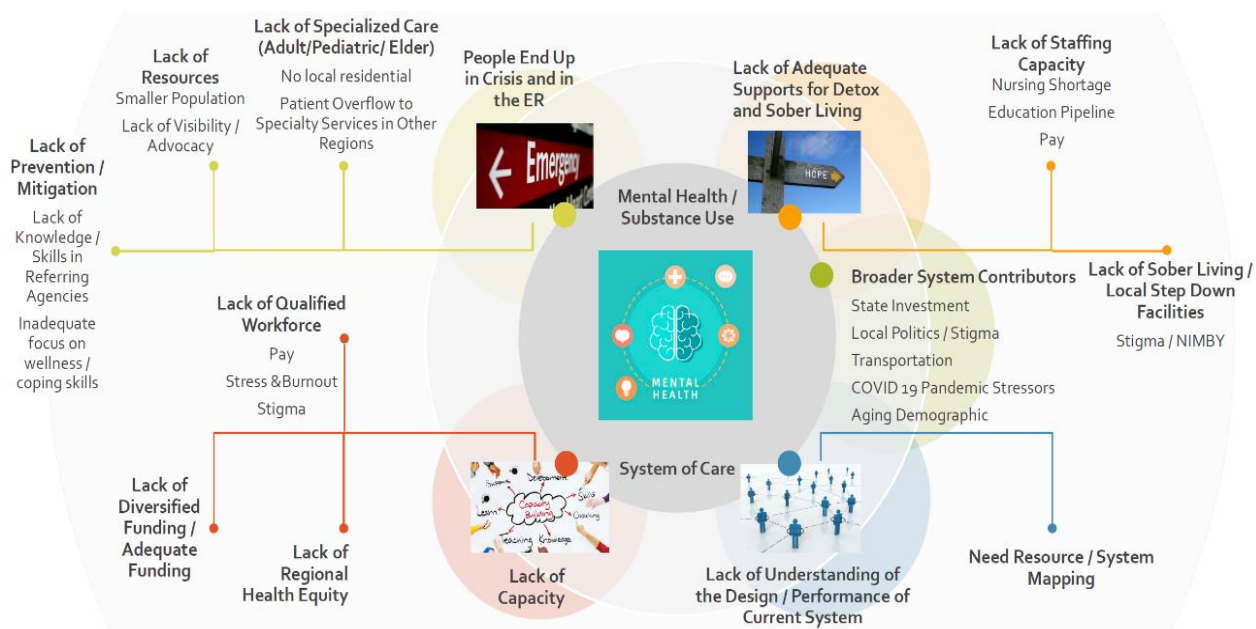 Lack of Specialized Care
(Adult/Pediatric/ Elder)
No local residential
Patient Overflow to
Specialty Services in Other
Regions
Lack of
Resources
Smaller Population
Lack of Visibility /
Advocacy
Lack of
Prevention /
Mitigation
Lack of
Knowledge /
Skills in
Referring
Agencies
Inadequate
focus on
wellness /
coping skills
People End Up
in Crisis and in
the ER
Emergency
Lack of Adequate
Supports for Detox
and Sober Living
HOPE
Lack of Staffing
Capacity
Nursing Shortage
Education Pipeline
Pay
Lack of Sober Living /
Local Step Down
Facilities
Stigma / NIMBY
Mental Health /
Substance Use
MENTAL
HEALTH
System of Care
Broader System Contributors
State Investment
Local Politics / Stigma
Transportation
COVID 19 Pandemic Stressors
Aging Demographic
Lack of Qualified
Workforce
Pay
Stress &Burnout
Stigma
Lack of
Diversified
Funding /
Adequate
Funding
Lack of
Regional
Health Equity
Development
Skills
Learn
Capacity
Building
Coaching
Teaching
Knowledge
Lack of
Capacity
Lack of Understanding of
the Design / Performance of
Current System
Need Resource / System
Mapping